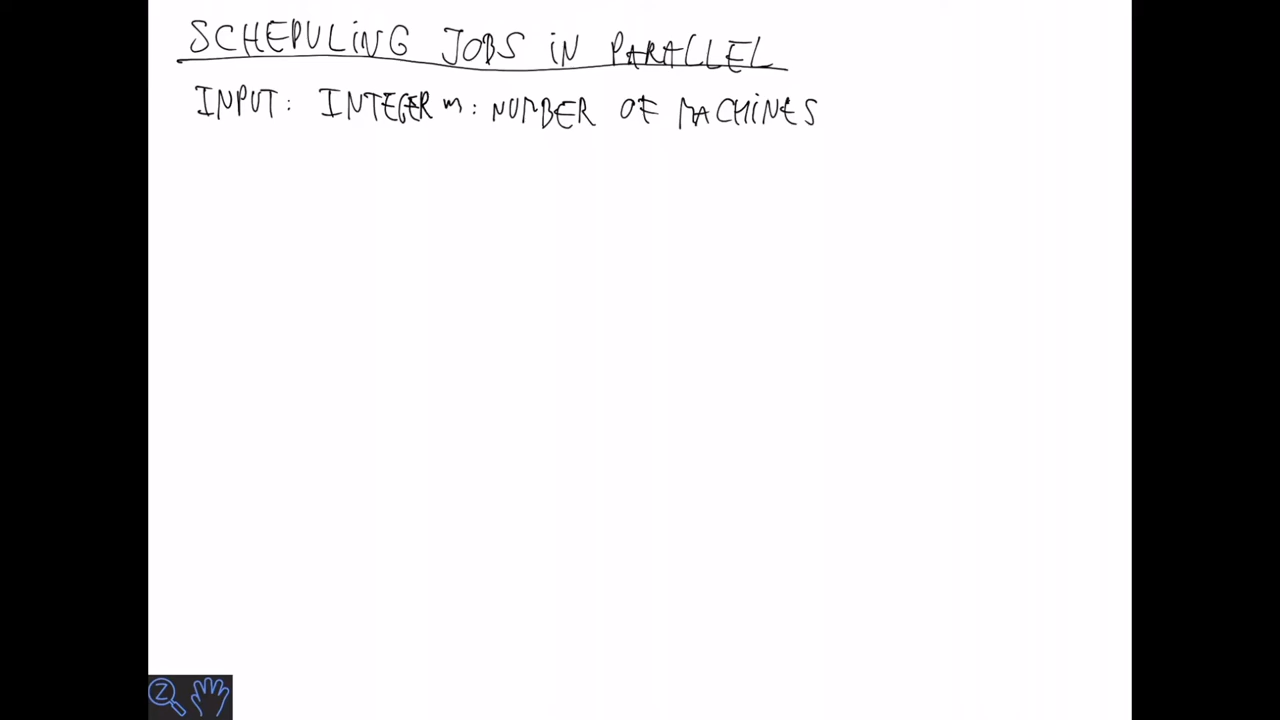 SCHEDULING JOBS IN PARALLEL
INPUT: INTEGER m: NUMBER OF MACHINES